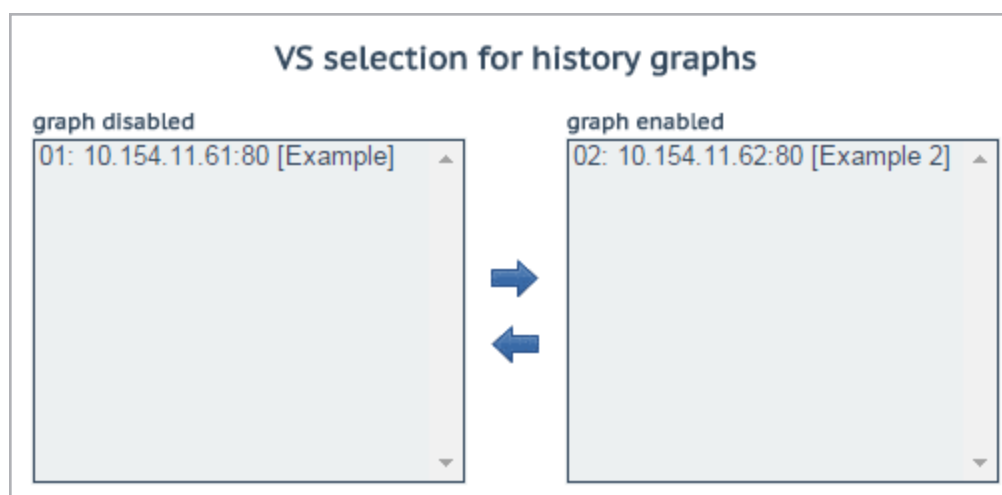 VS selection for history graphs
graph disabled
01: 10.154.11.61:80 [Example]
graph enabled
02: 10.154.11.62:80 [Example 2]